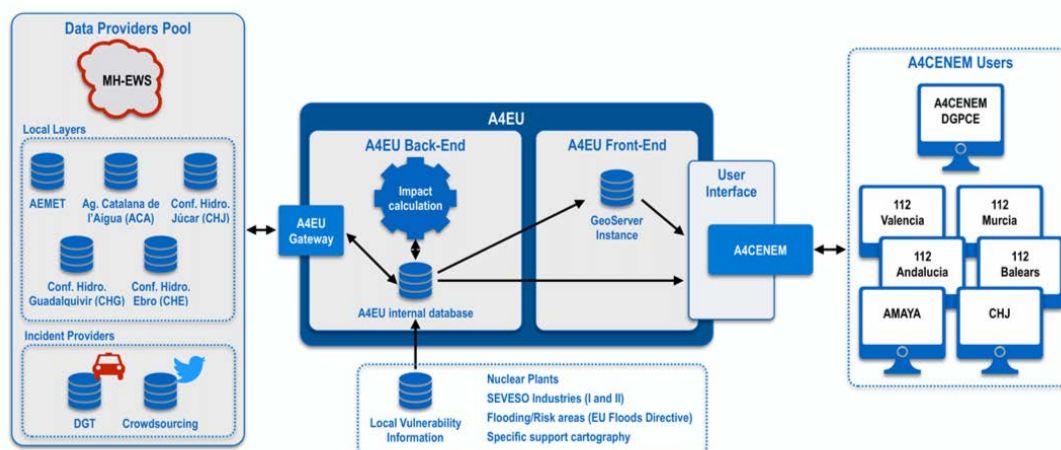 Data Providers Pool
MH-EWS
Local Layers
AEMET
Ag. Catalana de
l'Aigua (ACA)
Conf. Hidro.
Júcar (CHJ)
Conf. Hidro.
Guadalquivir (CHG)
Conf. Hidro.
Ebro (CHE)
Incident Providers
DGT
Crowdsourcing
A4EU
A4EU Back-End
Impact
calculation
A4EU
Gateway
A4EU internal database
A4EU Front-End
GeoServer
Instance
User
Interface
A4CENEM
Local Vulnerability
Information
Nuclear Plants
SEVESO Industries (I and II)
Flooding/Risk areas (EU Floods Directive)
Specific support cartography
A4CENEM Users
A4CENEM
DGPCE
112
Valencia
112
Murcia
112
Andalucia
112
Balears
AMAYA
CHJ